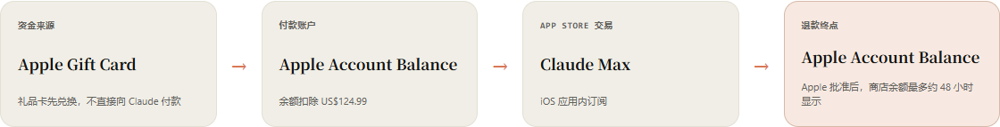 资金来源
Apple Gift Card
礼品卡先兑换，不直接向 Claude 付款
→
付款账户
Apple Account Balance
余额扣除 US$124.99
→
APP STORE 交易
Claude Max
iOS 应用内订阅
→
退款终点
Apple Account Balance
Apple 批准后，商店余额最多约 48 小时
显示